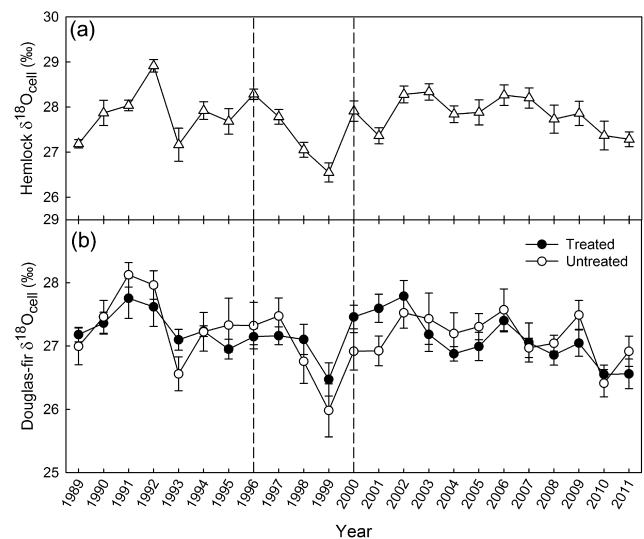 (a)
Hemlock δ18Ocell (‰)
30
29
28
27
26
29
(b)
Treated
Untreated
Douglas-fir δ18Ocell (‰)
28
27
26
25
1989 1990 1991 1992 1993 1994 1995 1996 1997 1998 1999 2000 2001 2002 2003 2004 2005 2006 2007 2008 2009 2010 2011
Year